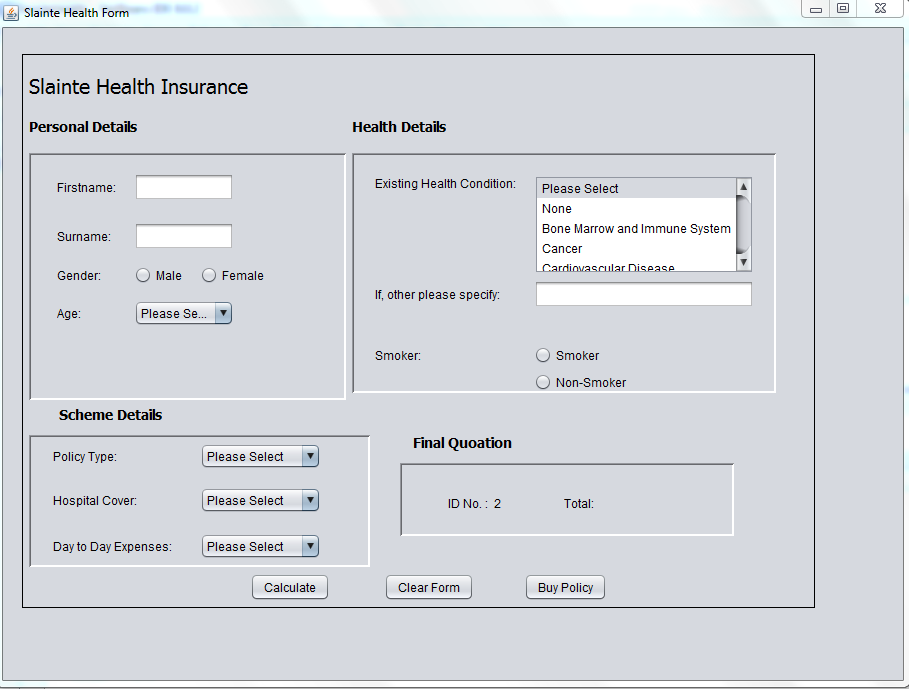 Slainte Health Form
Slainte Health Insurance
Personal Details
Firstname:
Surname:
Gender:
Male
Female
Age:
Please Se...
Health Details
Existing Health Condition:
Please Select
None
Bone Marrow and Immune System
Cancer
Cardiovascular Disease
If, other please specify:
Smoker:
Smoker
Non-Smoker
Scheme Details
Policy Type:
Please Select
Hospital Cover:
Please Select
Day to Day Expenses:
Please Select
Final Quoation
ID No. : 2
Total:
Calculate
Clear Form
Buy Policy